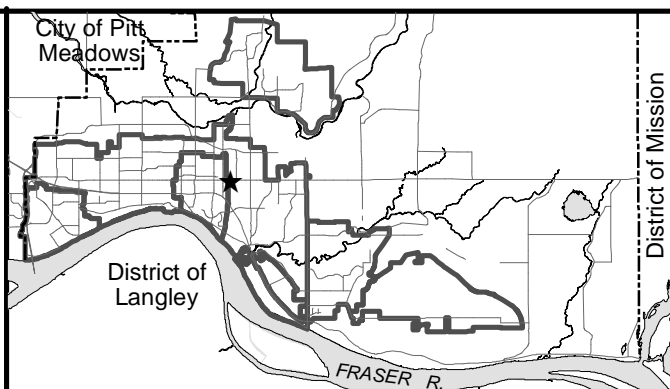 City of Pitt
Meadows
District of Mission
District of
Langley
FRASER R.